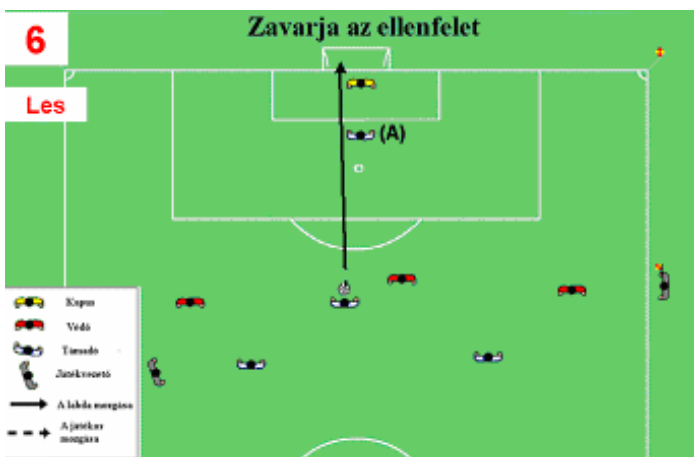 6
Zavarja az ellenfelet
Les
(A)
Kapus
Védő
Támadó
Játékvezető
A labda mozgása
A játékos
mozgása